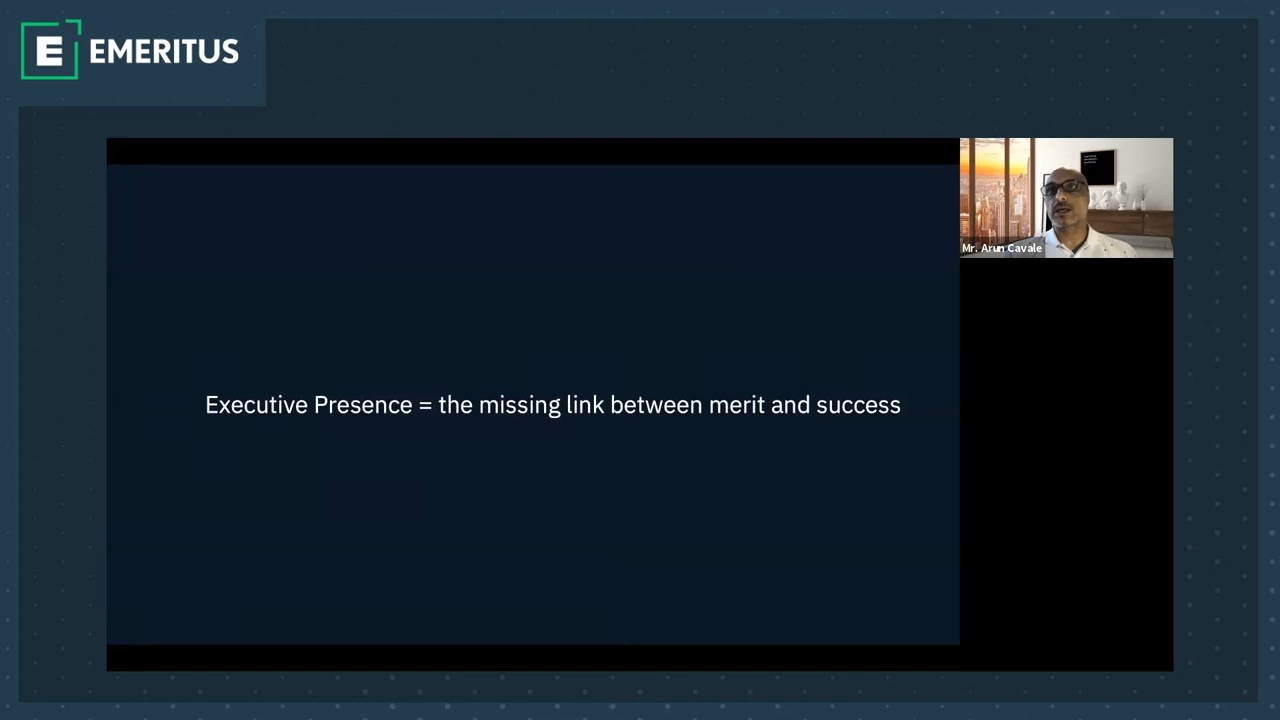 E EMERITUS
Mr. Arun Cavale
Executive Presence = the missing link between merit and success